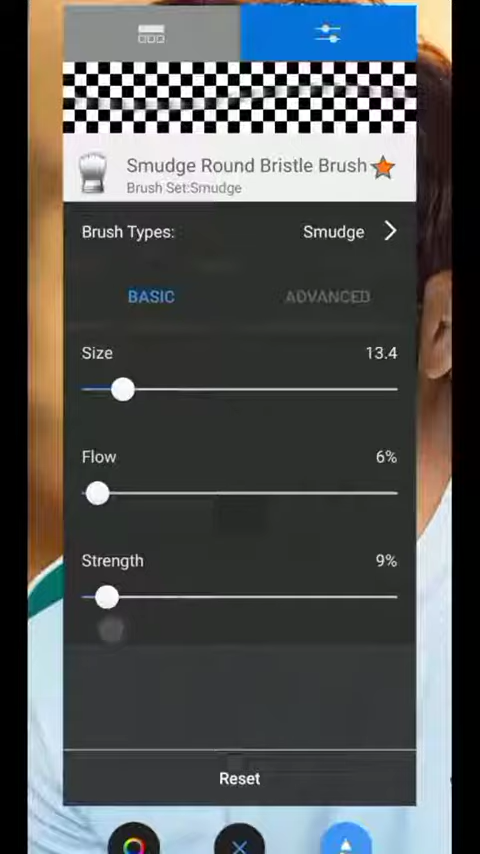 Smudge Round Bristle Brush
Brush Set:Smudge
Brush Types: Smudge
BASIC ADVANCED
Size 13.4
Flow 6%
Strength 9%
Reset